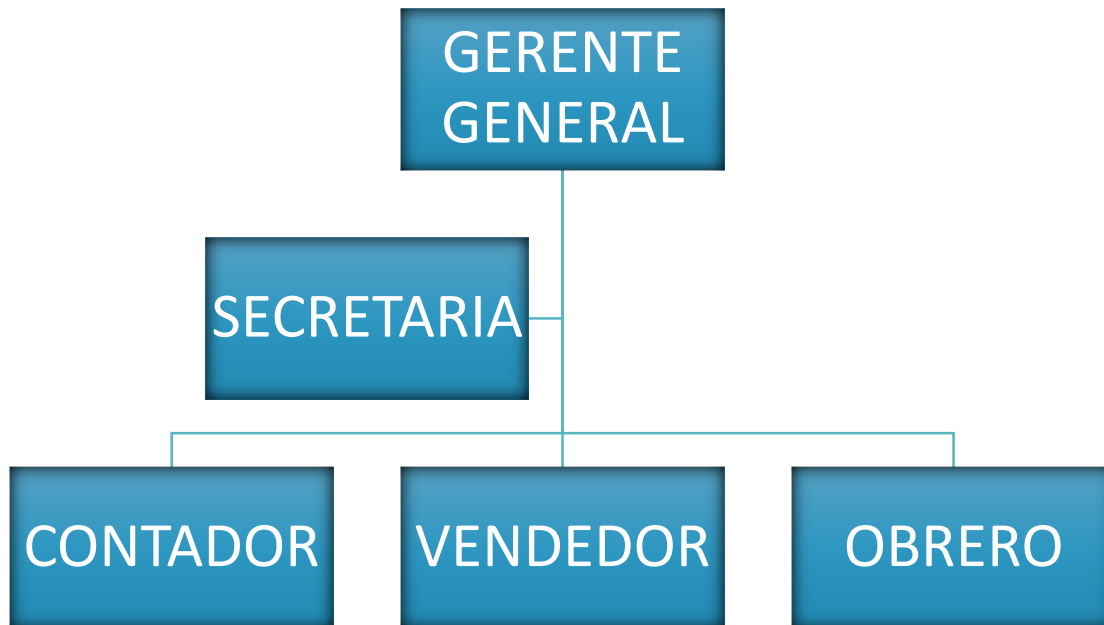 GERENTE
GENERAL
SECRETARIA
CONTADOR
VENDEDOR
OBRERO